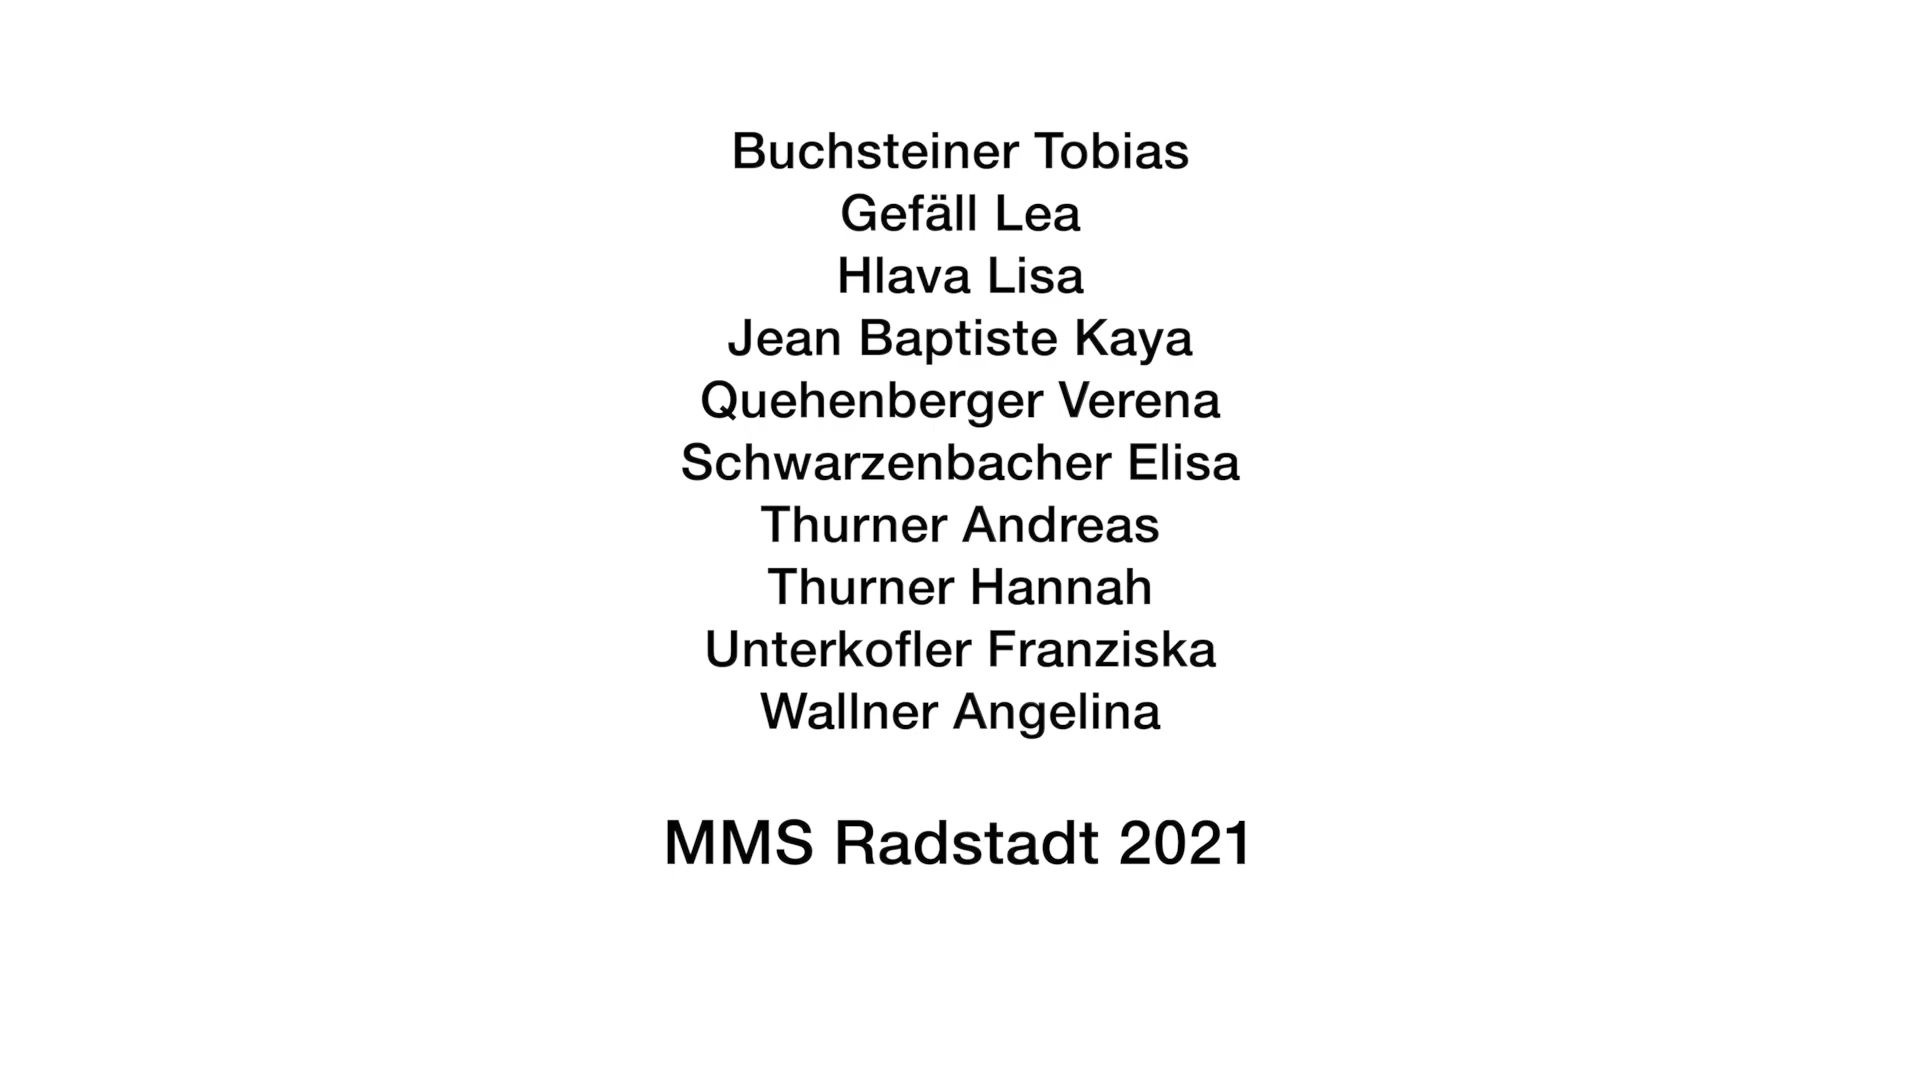 Buchsteiner Tobias
Gefäll Lea
Hlava Lisa
Jean Baptiste Kaya
Quehenberger Verena
Schwarzenbacher Elisa
Thurner Andreas
Thurner Hannah
Unterkofler Franziska
Wallner Angelina
MMS Radstadt 2021